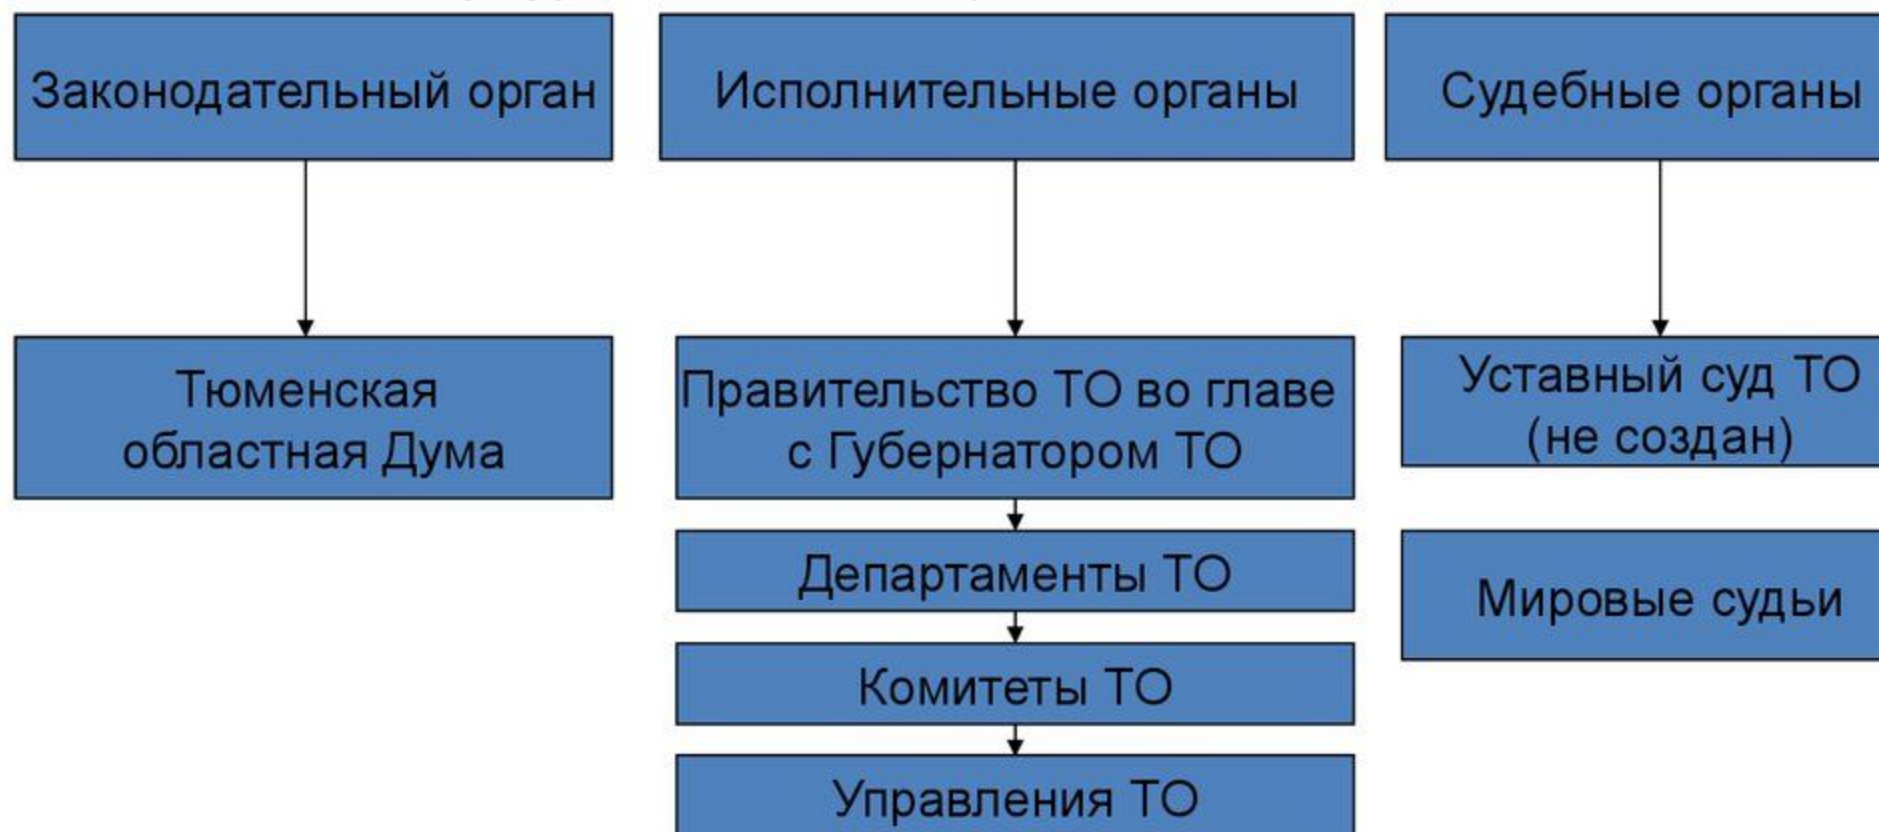 Законодательный орган
Исполнительные органы
Судебные органы
Тюменская
областная Дума
Правительство ТО во главе
с Губернатором ТО
Уставный суд ТО
(не создан)
Департаменты ТО
Мировые судьи
Комитеты ТО
Управления ТО